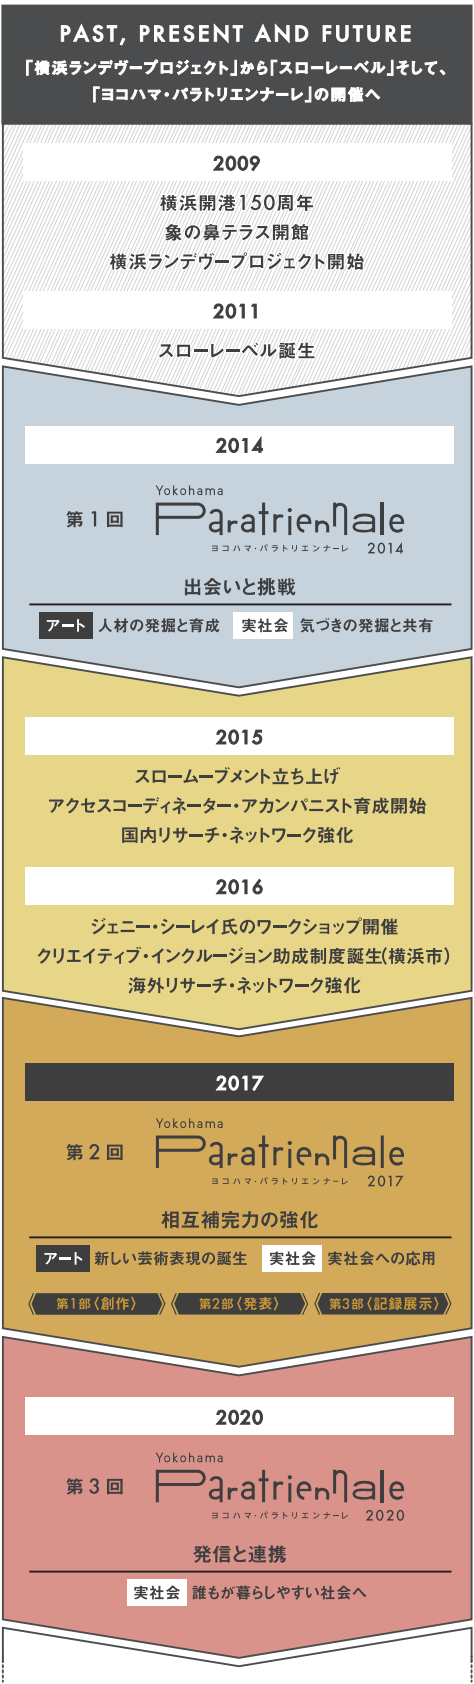 PAST, PRESENT AND FUTURE
「横浜ランデヴープロジェクト」から「スローレーベル」そして、
「ヨコハマ・パラトリエンナーレ」の開催へ
2009
横浜開港150周年
象の鼻テラス開館
横浜ランデヴープロジェクト開始
2011
スローレーベル誕生
2014
第1回
Yokohama
Paratriennale
ヨコハマ・パラトリエンナーレ 2014
出会いと挑戦
アート 人材の発掘と育成 実社会 気づきの発掘と共有
2015
スロームーブメント立ち上げ
アクセスコーディネーター・アカンパニスト育成開始
国内リサーチ・ネットワーク強化
2016
ジェニー・シーレイ氏のワークショップ開催
クリエイティブ・インクルージョン助成制度誕生(横浜市)
海外リサーチ・ネットワーク強化
2017
第2回
Yokohama
Paratriennale
ヨコハマ・パラトリエンナーレ 2017
相互補完力の強化
アート 新しい芸術表現の誕生 実社会 実社会への応用
第1部〈創作〉 第2部〈発表〉 第3部〈記録展示〉
2020
第3回
Yokohama
Paratriennale
ヨコハマ・パラトリエンナーレ 2020
発信と連携
実社会 誰もが暮らしやすい社会へ